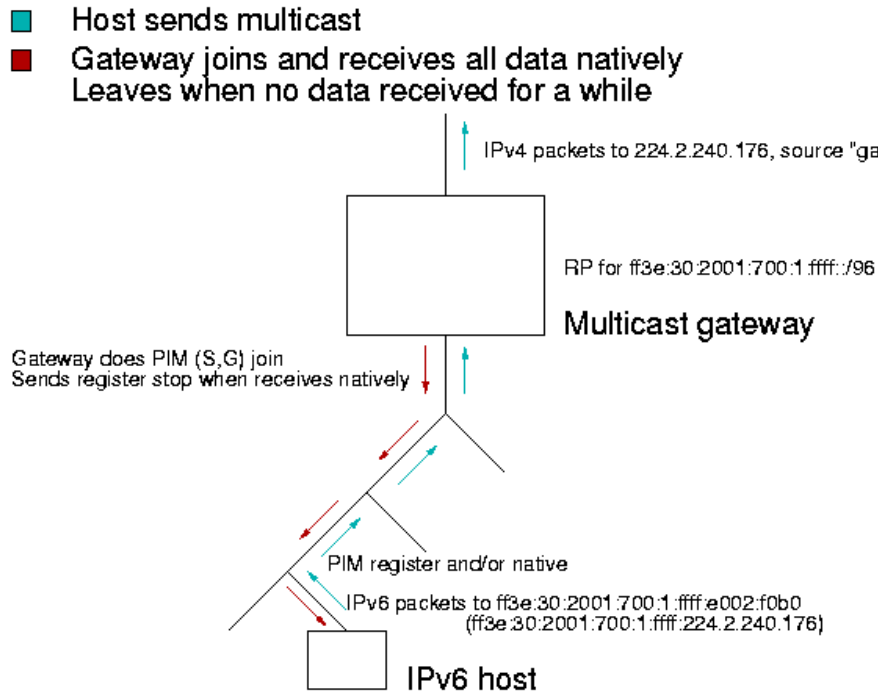 Host sends multicast
Gateway joins and receives all data natively
Leaves when no data received for a while
IPv4 packets to 224.2.240.176, source "ga
RP for ff3e:30:2001:700:1:ffff::/96
Multicast gateway
Gateway does PIM (S,G) join
Sends register stop when receives natively
PIM register and/or native
IPv6 packets to ff3e:30:2001:700:1:ffff:e002:f0b0
(ff3e:30:2001:700:1:ffff:224.2.240.176)
IPv6 host